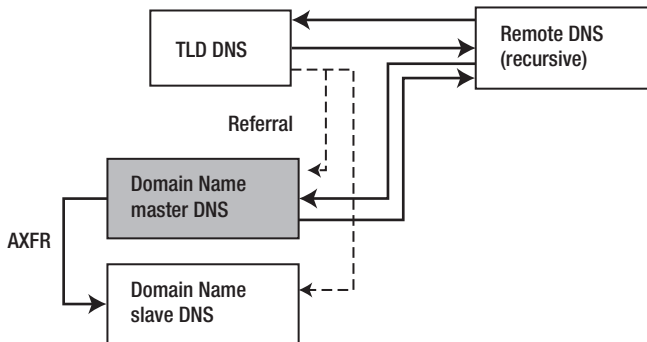 TLD DNS
Remote DNS
(recursive)
Referral
Domain Name
master DNS
AXFR
Domain Name
slave DNS